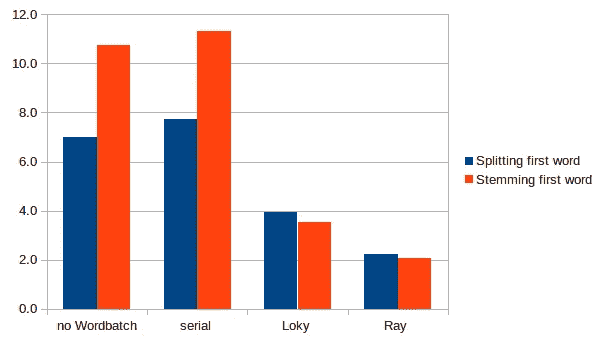 12.0
10.0
8.0
6.0
4.0
2.0
0.0
no Wordbatch
serial
Loky
Ray
Splitting first word
Stemming first word